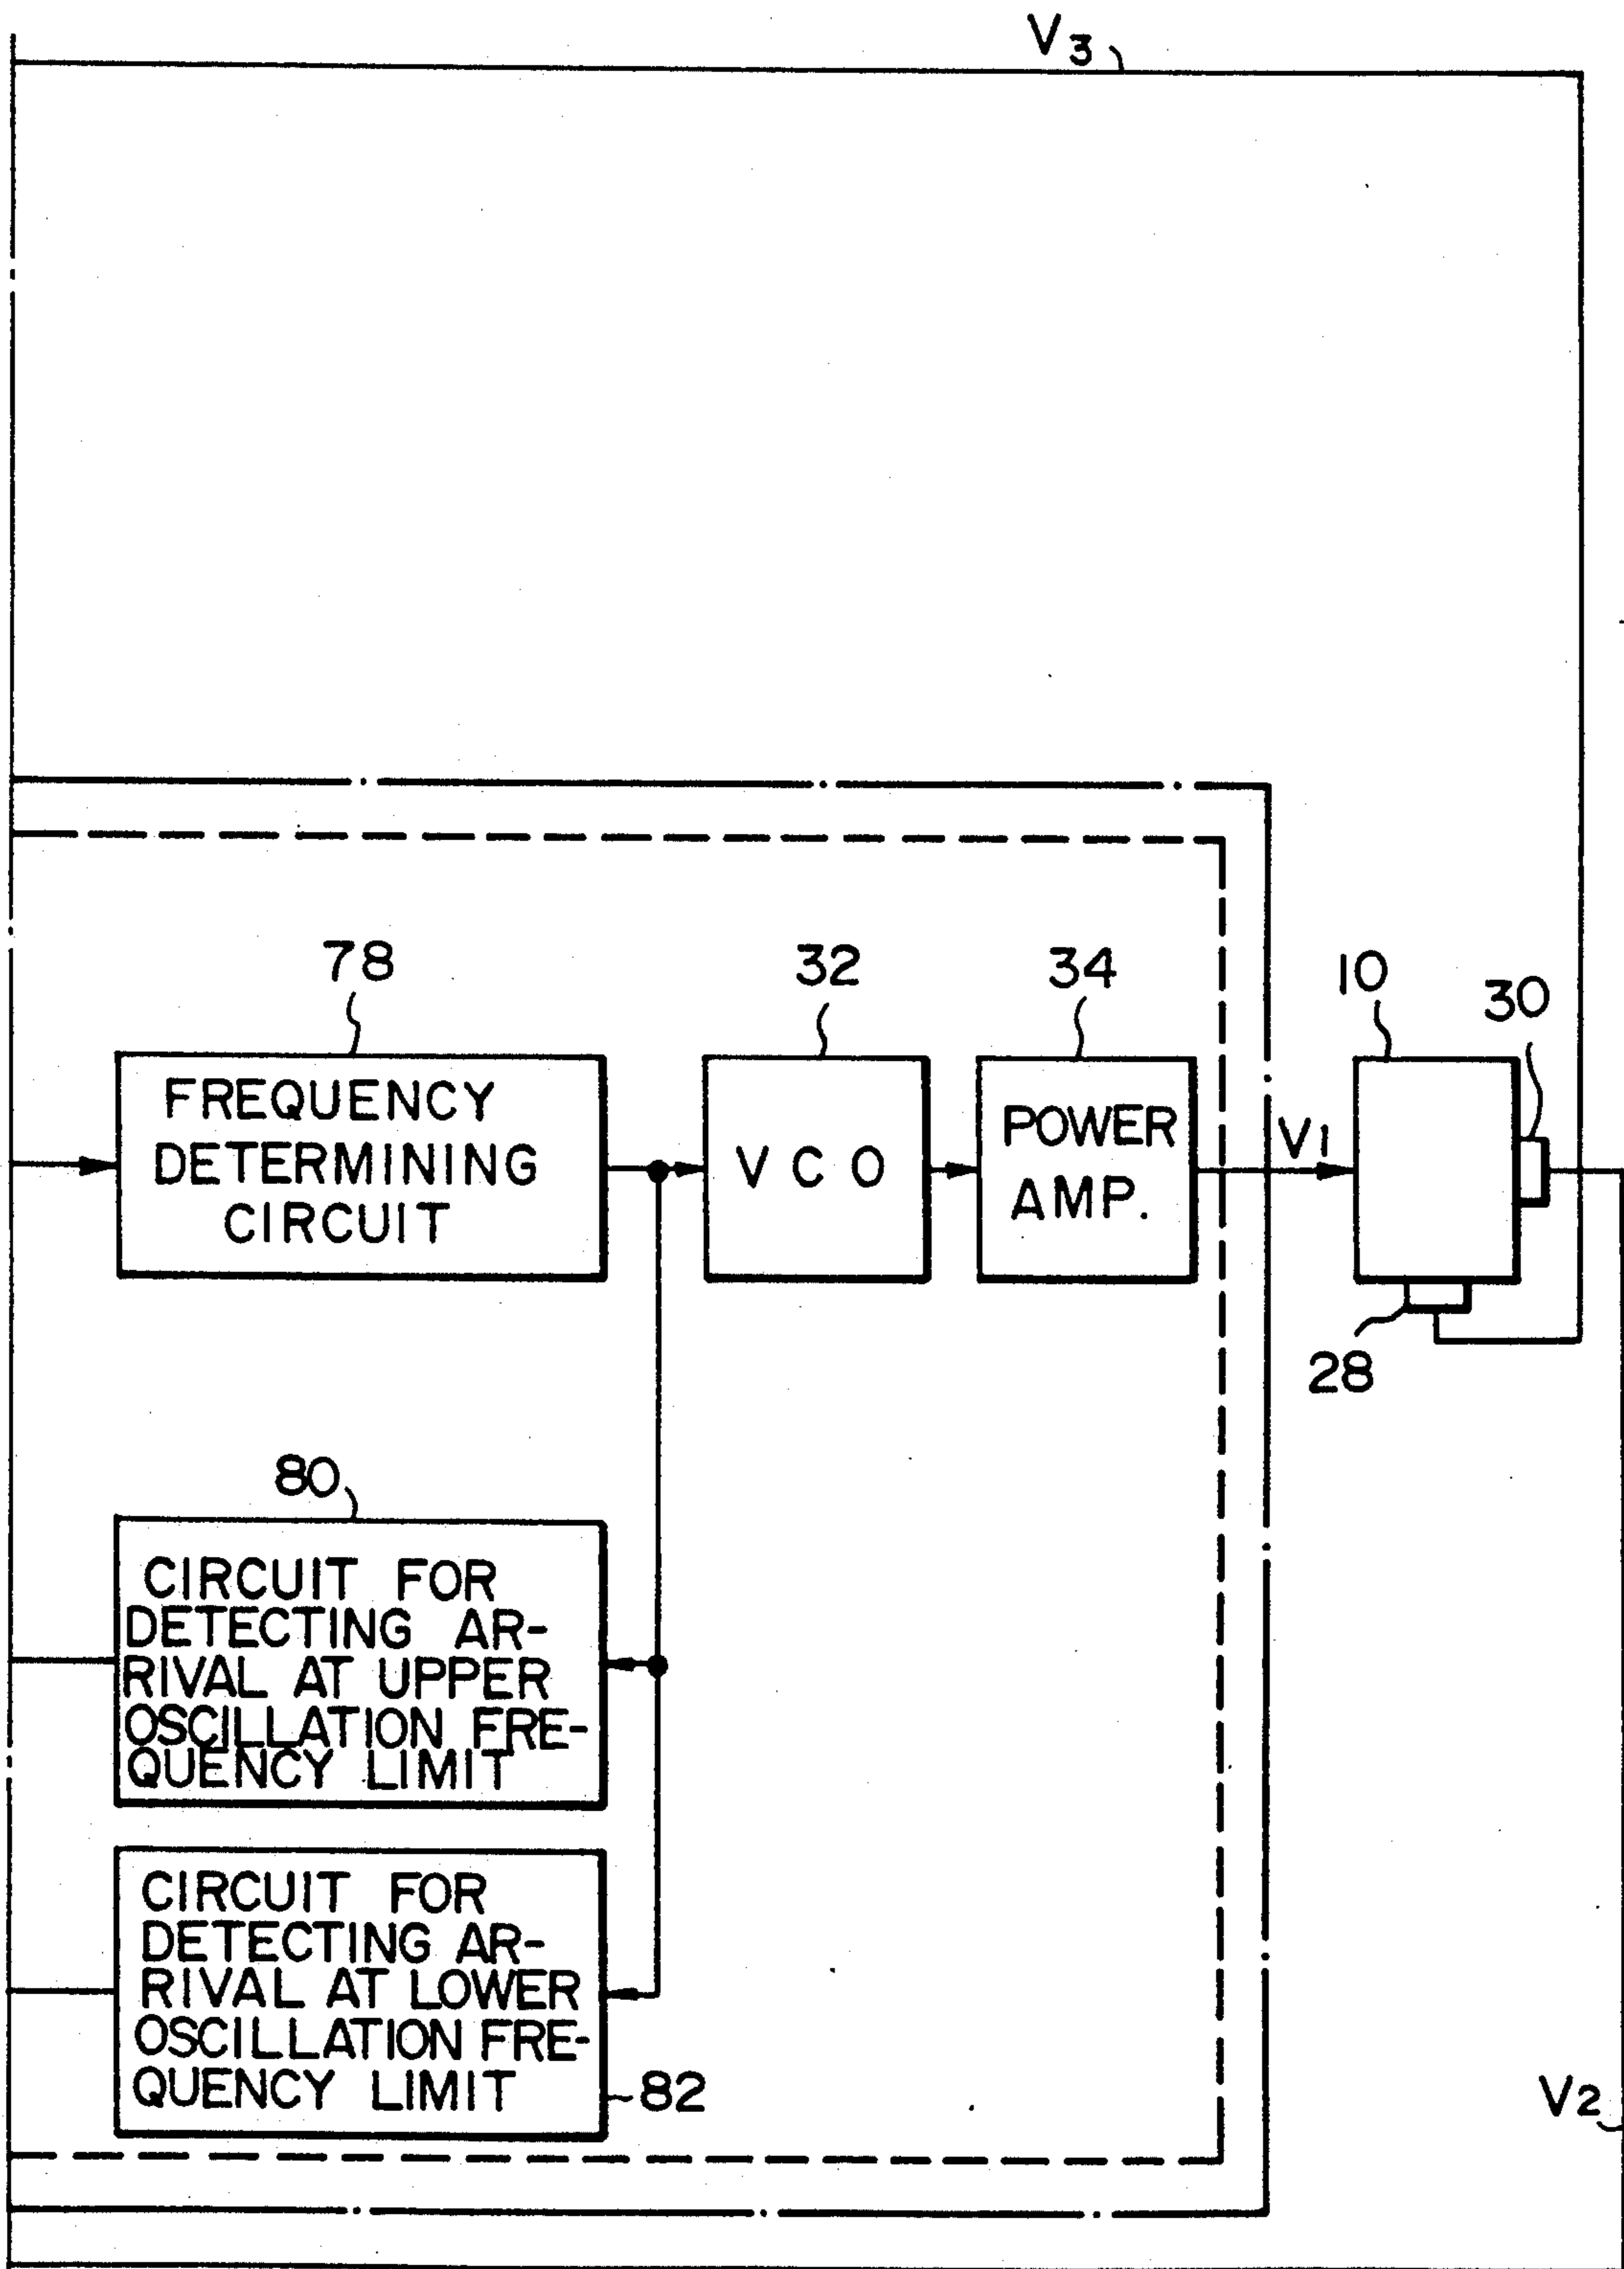 V3
78
32
34
10
30
FREQUENCY
DETERMINING
CIRCUIT
V C O
POWER
AMP.
V1
28
80
CIRCUIT FOR
DETECTING AR-
RIVAL AT UPPER
OSCILLATION FRE-
QUENCY LIMIT
CIRCUIT FOR
DETECTING AR-
RIVAL AT LOWER
OSCILLATION FRE-
QUENCY LIMIT
82
V2